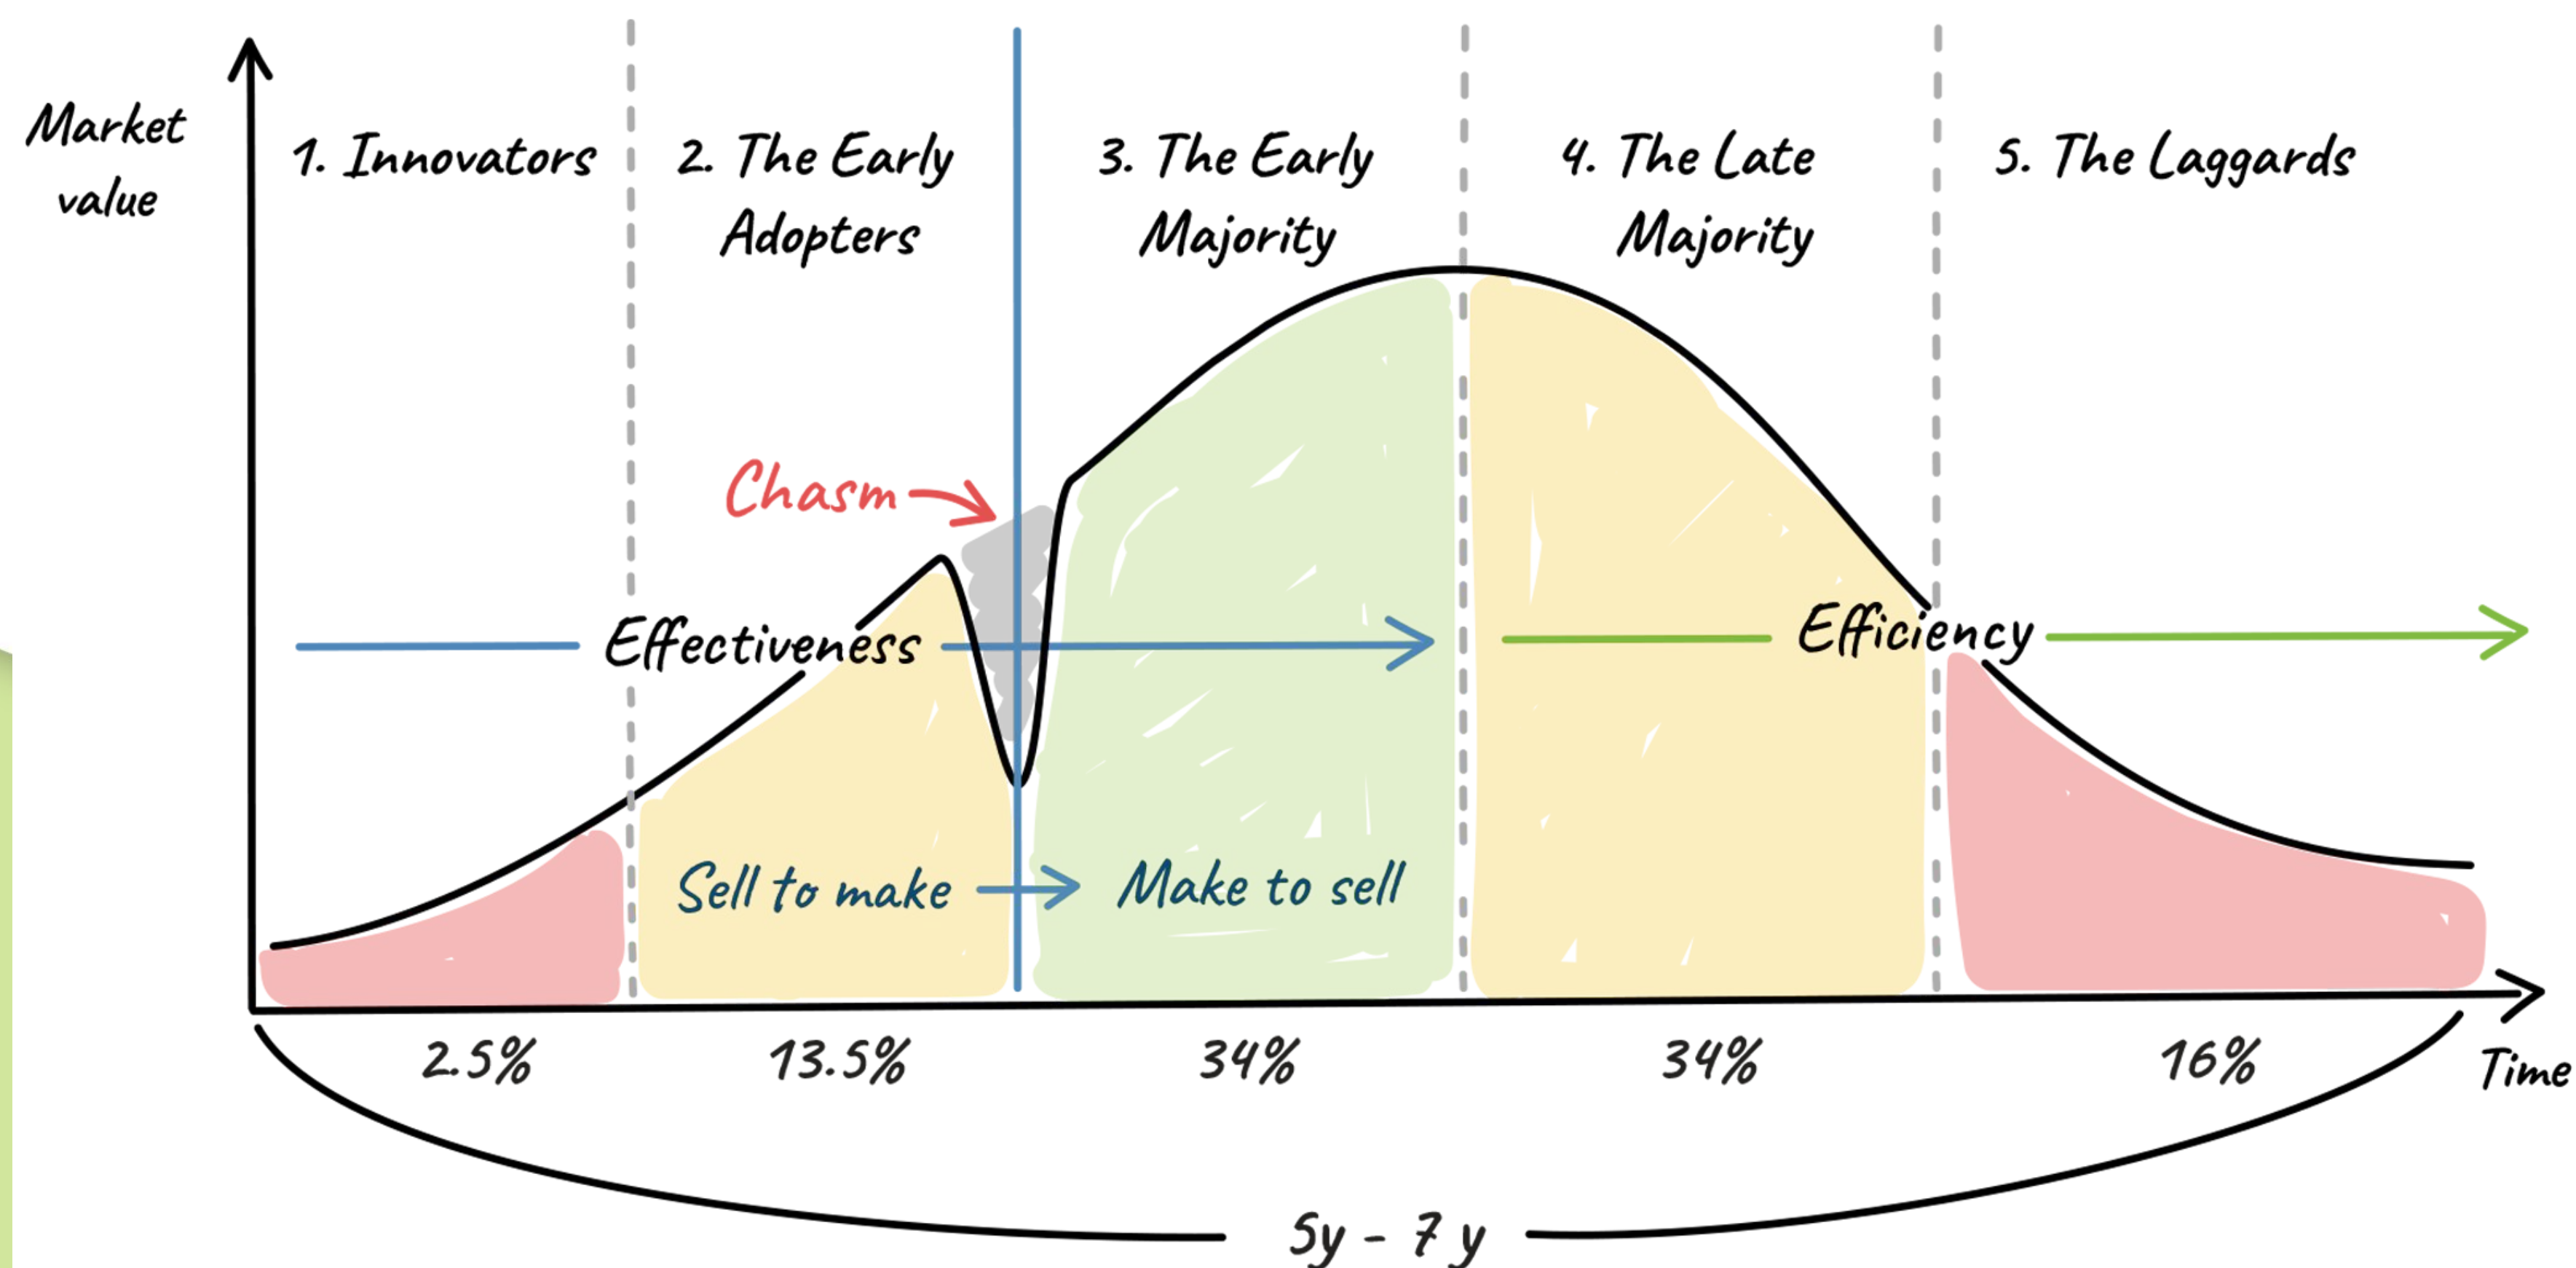 Market
value
1. Innovators
2. The Early
Adopters
3. The Early
Majority
4. The Late
Majority
5. The Laggards
Chasm
Effectiveness
Efficiency
Sell to make
Make to sell
2.5%
13.5%
34%
34%
16%
Time
5y - 7 y